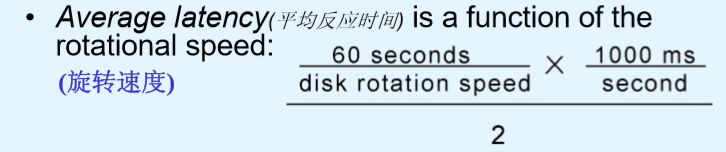 • Average latency(平均反应时间) is a function of the
rotational speed:
(旋转速度)
60 seconds
disk rotation speed
×
1000 ms
second
2